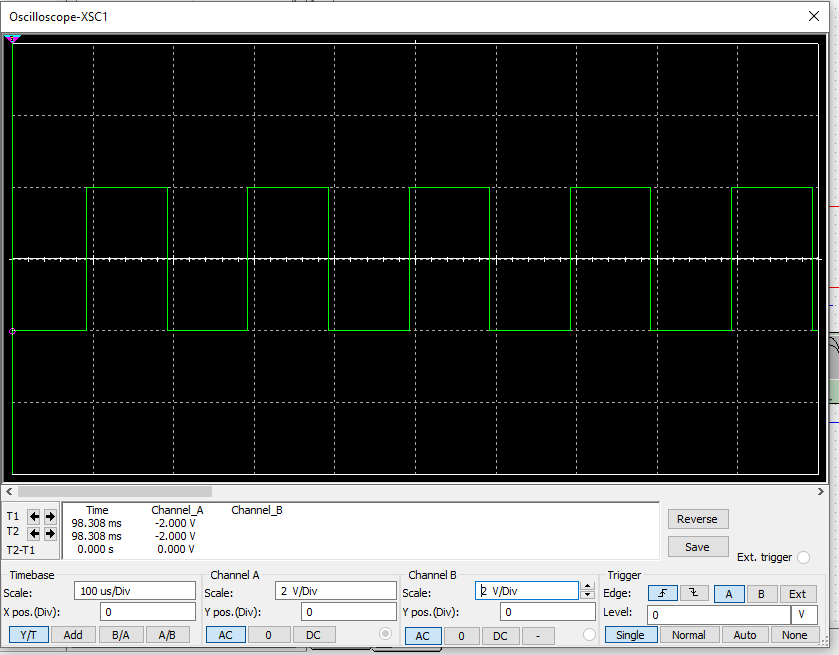 Oscilloscope-XSC1
Time Channel_A Channel_B
T1 98.308 ms -2.000 V
T2 98.308 ms -2.000 V
T2-T1 0.000 s 0.000 V
Reverse
Save
Ext. trigger
Timebase
Scale: 100 us/Div
X pos.(Div): 0
Y/T Add B/A A/B
Channel A
Scale: 2 V/Div
Y pos.(Div): 0
AC 0 DC
Channel B
Scale: 2 V/Div
Y pos.(Div): 0
AC 0 DC -
Trigger
Edge: A B Ext
Level: 0 V
Single Normal Auto None